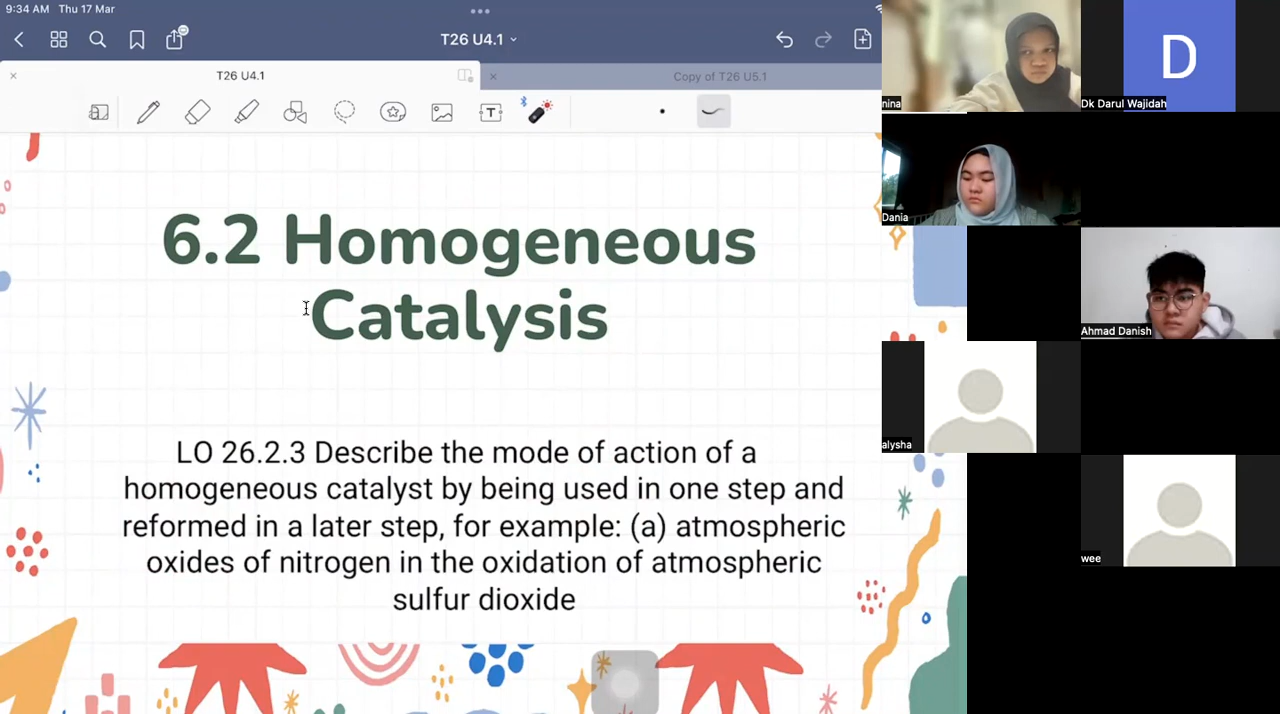 9:34 AM Thu 17 Mar
T26 U4.1
T26 U4.1
Copy of T26 U5.1
T
6.2 Homogeneous
Catalysis
LO 26.2.3 Describe the mode of action of a
homogeneous catalyst by being used in one step and
reformed in a later step, for example: (a) atmospheric
oxides of nitrogen in the oxidation of atmospheric
sulfur dioxide
nina
D
Dk Darul Wajidah
Dania
Ahmad Danish
alysha
wee